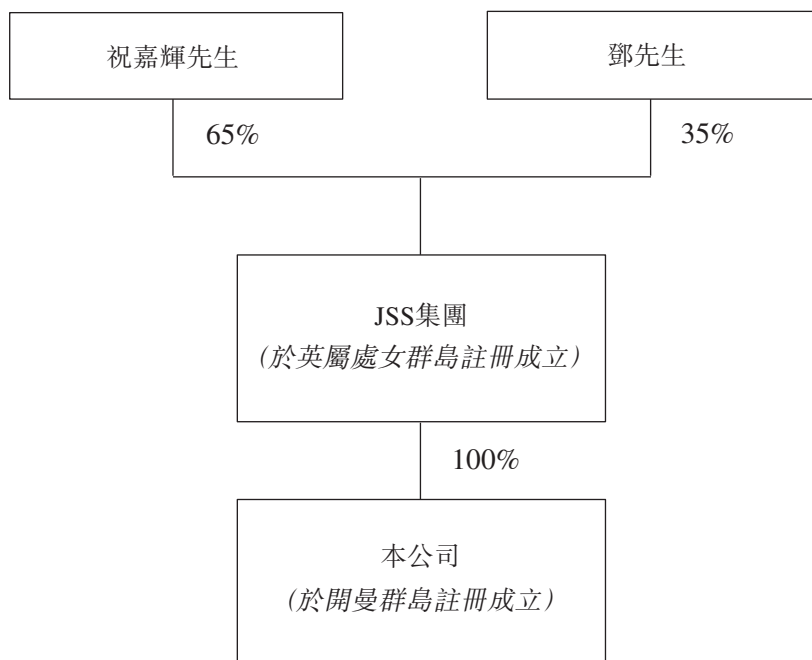 祝嘉輝先生
鄧先生
65%
35%
JSS集團
(於英屬處女群島註冊成立)
100%
本公司
(於開曼群島註冊成立)